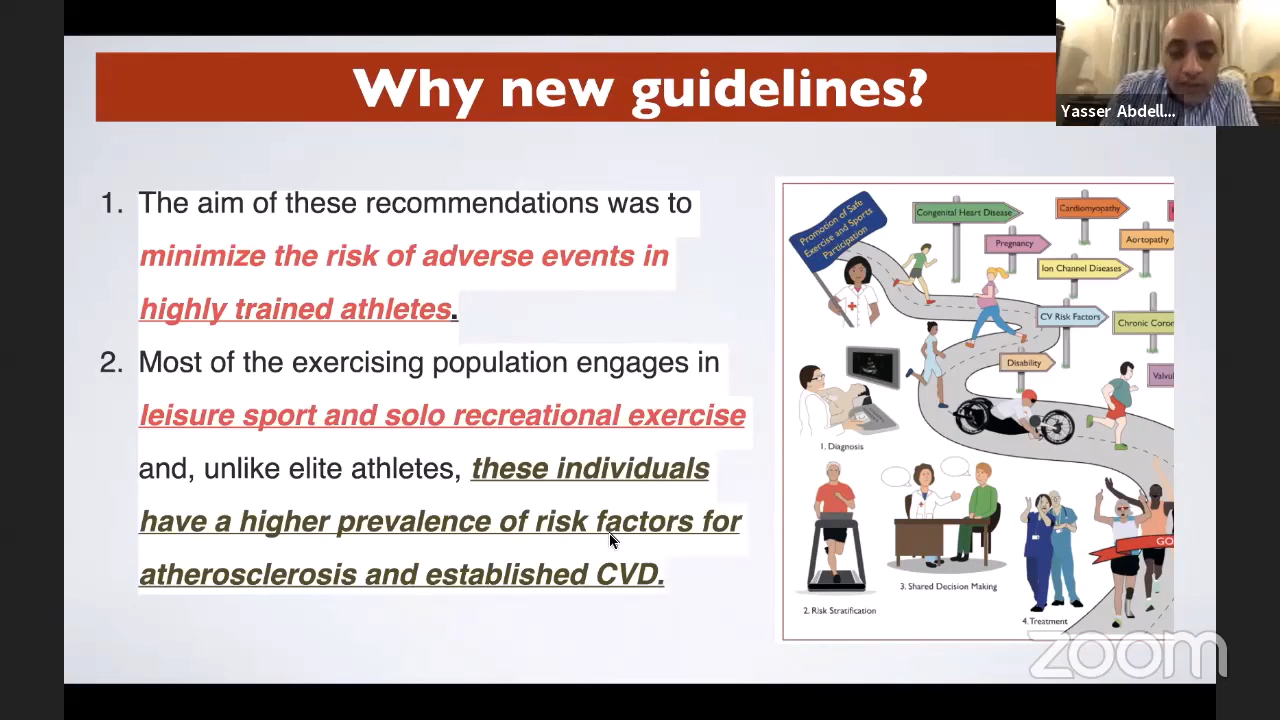 Why new guidelines?
Yasser Abdell...
1. The aim of these recommendations was to
minimize the risk of adverse events in
highly trained athletes.
2. Most of the exercising population engages in
leisure sport and solo recreational exercise
and, unlike elite athletes, these individuals
have a higher prevalence of risk factors for
atherosclerosis and established CVD.
Promotion of Safe
Exercise and Sports
Participation
Congenital Heart Disease
Cardiomyopathy
Pregnancy
Aortopathy
Ion Channel Diseases
CV Risk Factors
Chronic Coron
Disability
Valvul
1. Diagnosis
2. Risk Stratification
3. Shared Decision Making
4. Treatment
GO
zoom